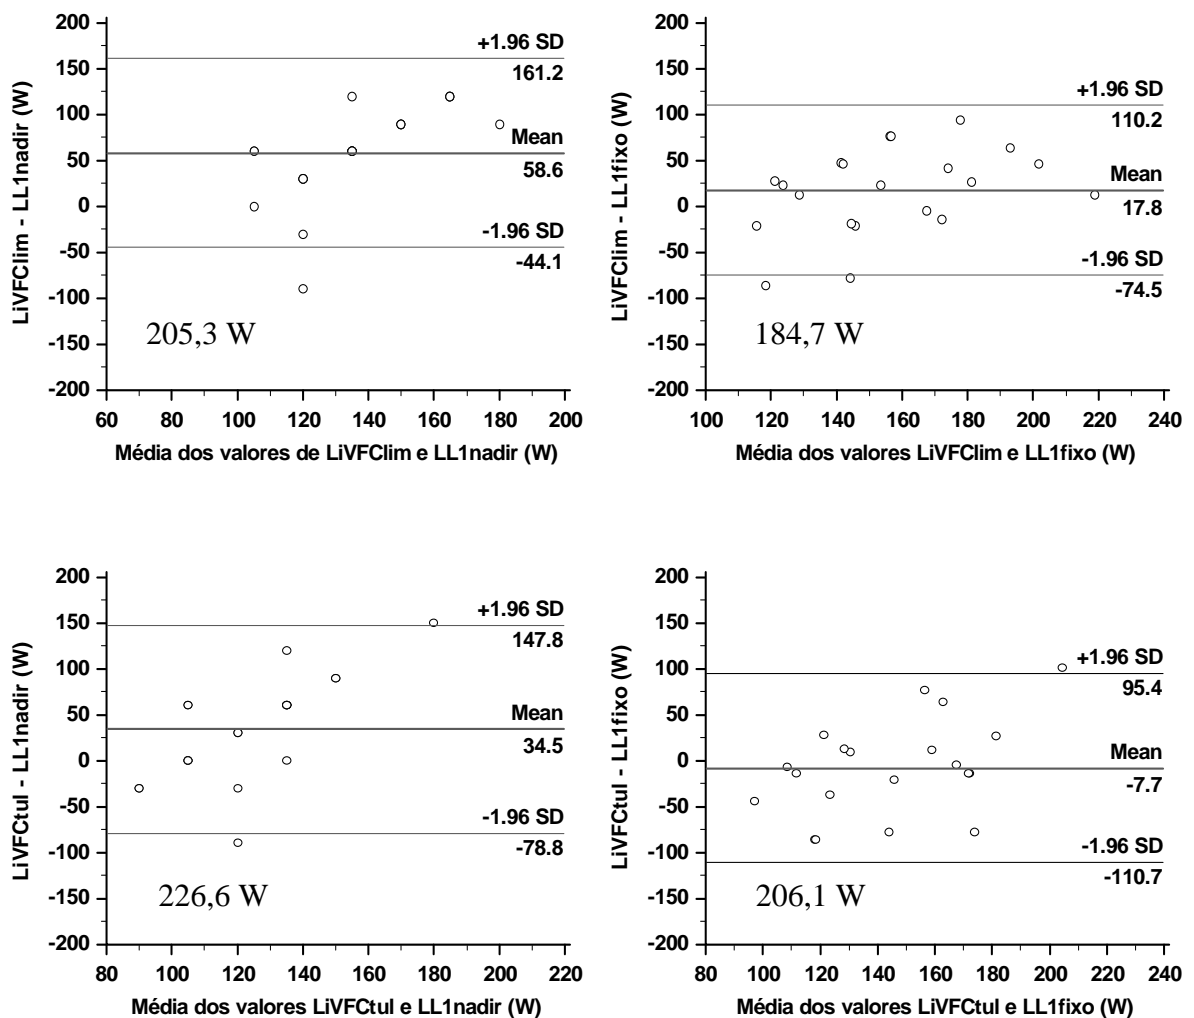 200
150
100
50
0
-50
-100
-150
-200
LiVFClim - LL1nadir (W)
+1.96 SD
161.2
Mean
58.6
-1.96 SD
-44.1
205,3 W
60 80 100 120 140 160 180 200
Média dos valores de LiVFClim e LL1nadir (W)
200
150
100
50
0
-50
-100
-150
-200
LiVFClim - LL1fixo (W)
+1.96 SD
110.2
Mean
17.8
-1.96 SD
-74.5
184,7 W
100 120 140 160 180 200 220 240
Média dos valores LiVFClim e LL1fixo (W)
200
150
100
50
0
-50
-100
-150
-200
LiVFCtul - LL1nadir (W)
+1.96 SD
147.8
Mean
34.5
-1.96 SD
-78.8
226,6 W
80 100 120 140 160 180 200 220
Média dos valores LiVFCtul e LL1nadir (W)
200
150
100
50
0
-50
-100
-150
-200
LiVFCtul - LL1fixo (W)
+1.96 SD
95.4
Mean
-7.7
-1.96 SD
-110.7
206,1 W
80 100 120 140 160 180 200 220 240
Média dos valores LiVFCtul e LL1fixo (W)